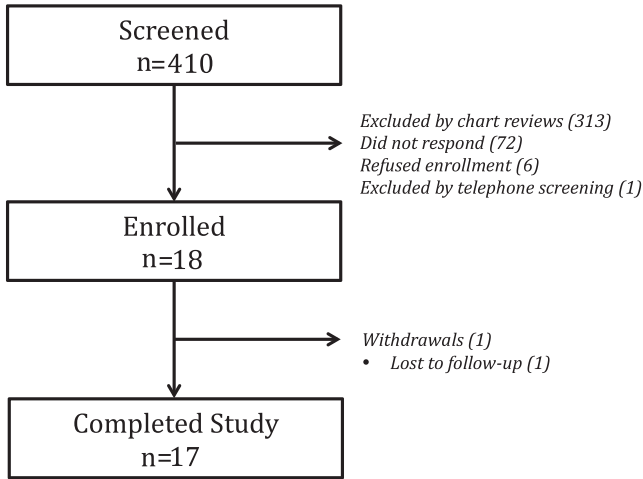 Screened
n=410
Excluded by chart reviews (313)
Did not respond (72)
Refused enrollment (6)
Excluded by telephone screening (1)
Enrolled
n=18
Withdrawals (1)
• Lost to follow-up (1)
Completed Study
n=17